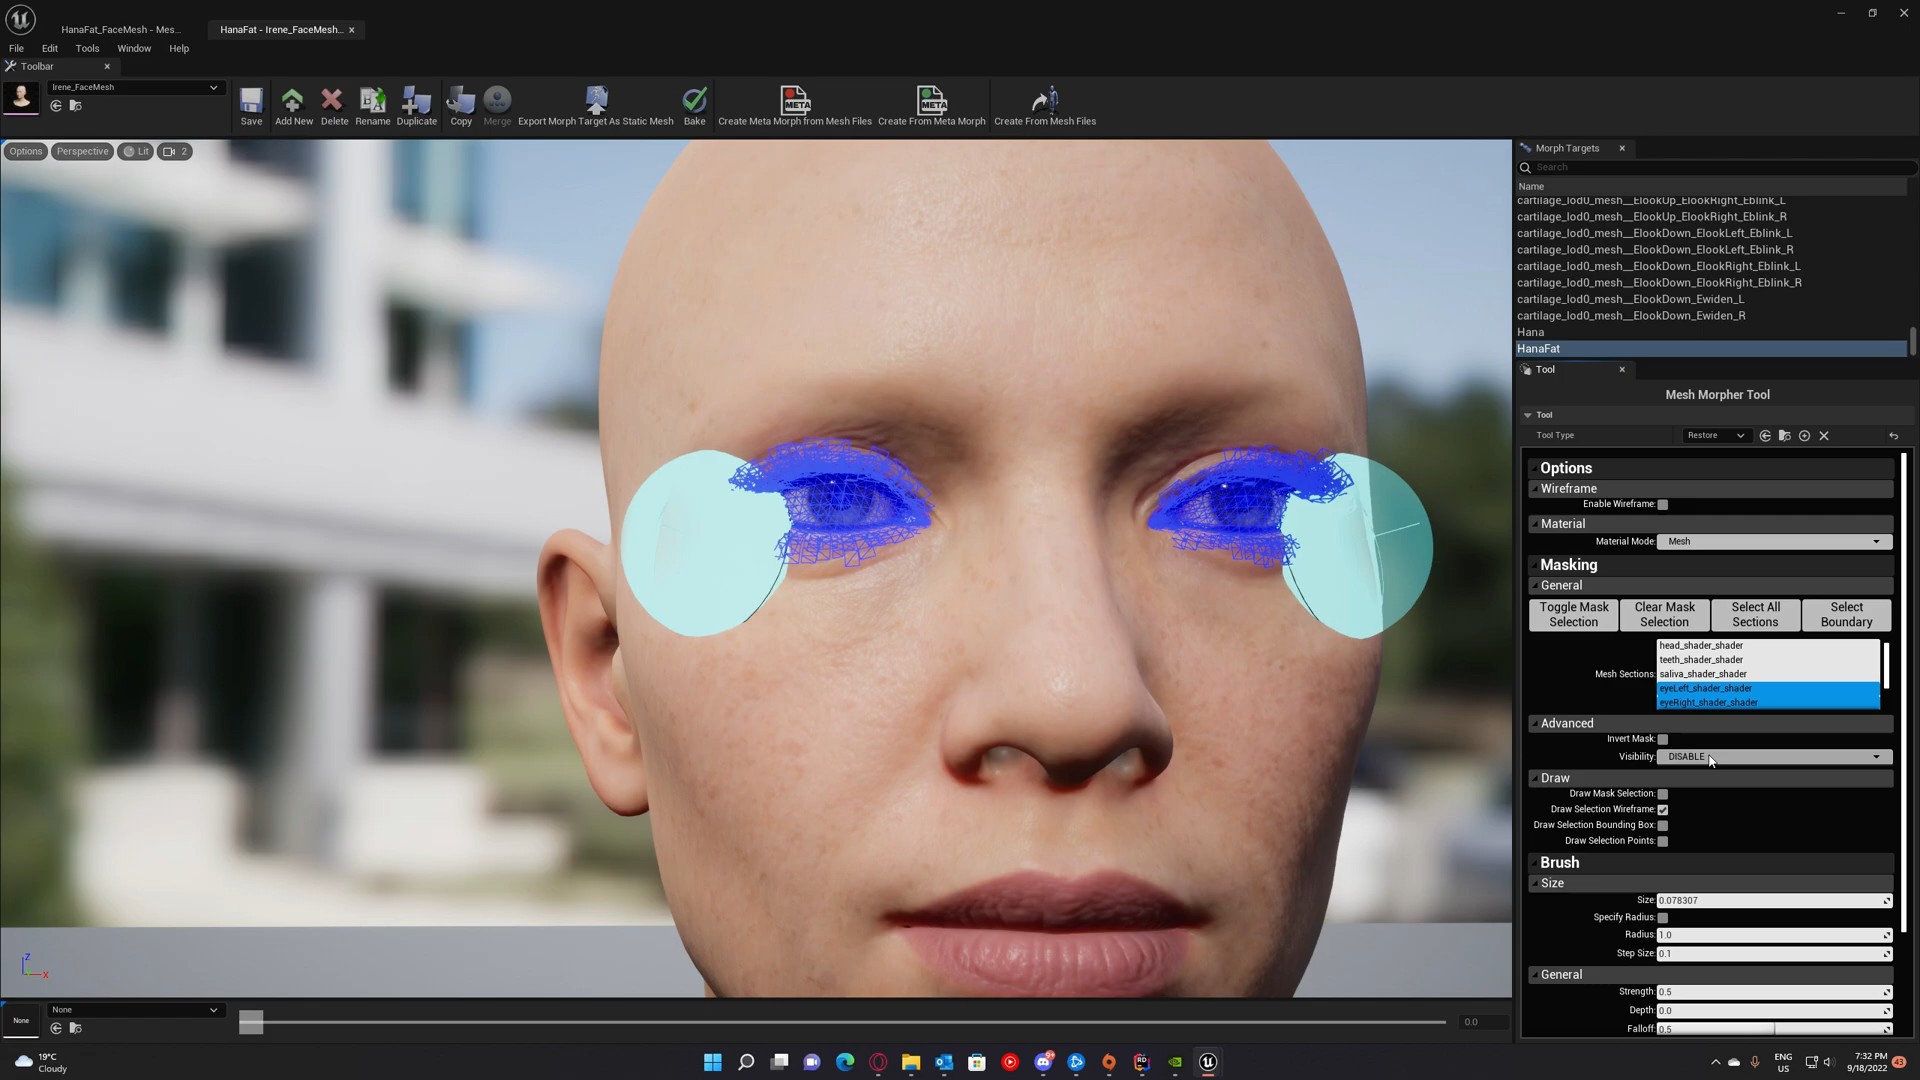 HanaFat_FaceMesh - Mes...
HanaFat - Irene_FaceMesh...
File Edit Tools Window Help
Toolbar
Irene_FaceMesh
Save
Add New
Delete
Rename
Duplicate
Copy
Merge
Export Morph Target As Static Mesh
Bake
META
Create Meta Morph from Mesh Files
META
Create From Meta Morph
Create From Mesh Files
Options
Perspective
Lit
2
Morph Targets
Search
Name
cartilage_lod0_mesh__ElookUp_ElookRight_Eblink_L
cartilage_lod0_mesh__ElookUp_ElookRight_Eblink_R
cartilage_lod0_mesh__ElookDown_ElookLeft_Eblink_L
cartilage_lod0_mesh__ElookDown_ElookLeft_Eblink_R
cartilage_lod0_mesh__ElookDown_ElookRight_Eblink_L
cartilage_lod0_mesh__ElookDown_ElookRight_Eblink_R
cartilage_lod0_mesh__ElookDown_Ewiden_L
cartilage_lod0_mesh__ElookDown_Ewiden_R
Hana
HanaFat
Tool
Mesh Morpher Tool
Tool
Tool Type Restore
Options
Wireframe
Enable Wireframe:
Material
Material Mode: Mesh
Masking
General
Toggle Mask Selection
Clear Mask Selection
Select All Sections
Select Boundary
Mesh Sections:
head_shader_shader
teeth_shader_shader
saliva_shader_shader
eyeLeft_shader_shader
eyeRight_shader_shader
Advanced
Invert Mask:
Visibility: DISABLE
Draw
Draw Mask Selection:
Draw Selection Wireframe:
Draw Selection Bounding Box:
Draw Selection Points:
Brush
Size
Size: 0.078307
Specify Radius:
Radius: 1.0
Step Size: 0.1
General
Strength: 0.5
Depth: 0.0
Falloff: 0.5
Z
X
None
None
0.0
19°C
Cloudy
ENG
US
7:32 PM
9/18/2022
43